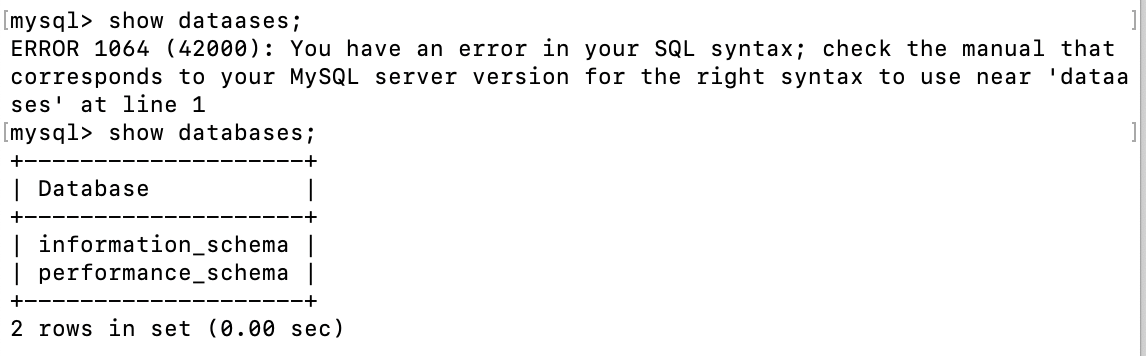 [mysql> show dataases; ]
ERROR 1064 (42000): You have an error in your SQL syntax; check the manual that
corresponds to your MySQL server version for the right syntax to use near 'dataa
ses' at line 1
[mysql> show databases; ]
+--------------------+
| Database           |
+--------------------+
| information_schema |
| performance_schema |
+--------------------+
2 rows in set (0.00 sec)